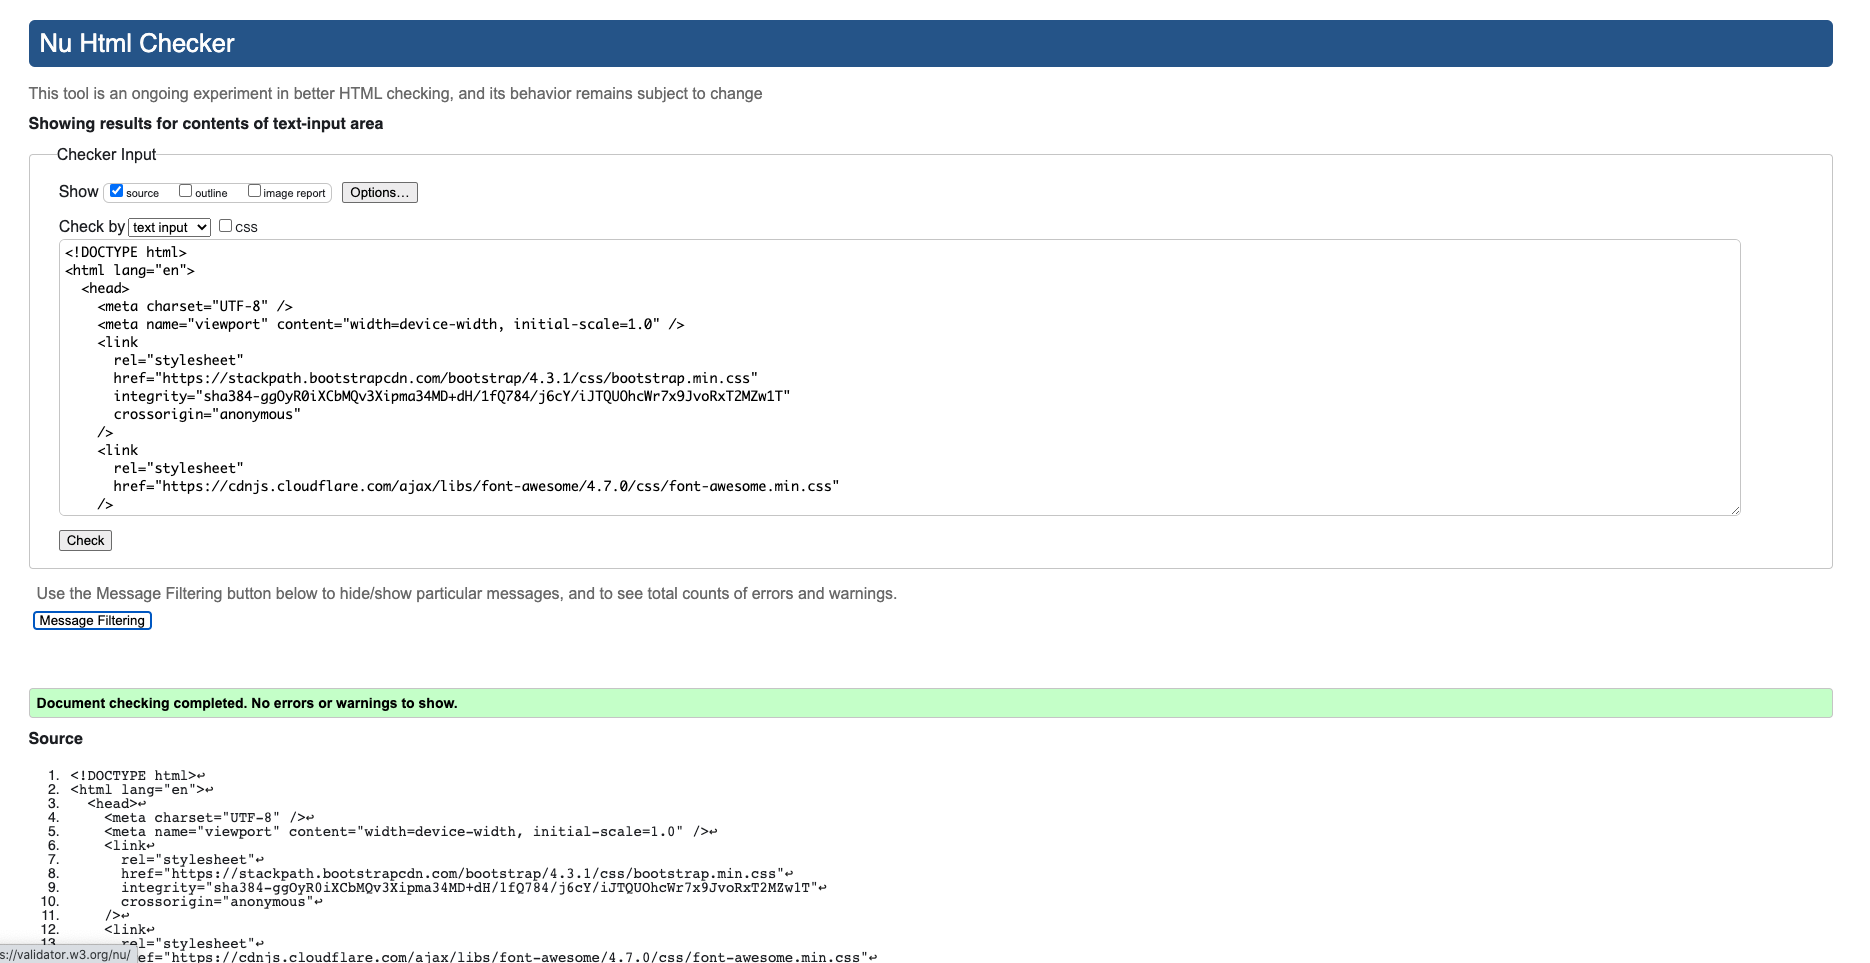 Nu Html Checker
This tool is an ongoing experiment in better HTML checking, and its behavior remains subject to change
Showing results for contents of text-input area
Checker Input
Show source outline image report Options...
Check by text input css
<!DOCTYPE html>
<html lang="en">
<head>
<meta charset="UTF-8" />
<meta name="viewport" content="width=device-width, initial-scale=1.0" />
<link
rel="stylesheet"
href="https://stackpath.bootstrapcdn.com/bootstrap/4.3.1/css/bootstrap.min.css"
integrity="sha384-ggOyR0iXCbMQv3Xipma34MD+dH/1fQ784/j6cY/iJTQUOhcWr7x9JvoRxT2MZw1T"
crossorigin="anonymous"
/>
<link
rel="stylesheet"
href="https://cdnjs.cloudflare.com/ajax/libs/font-awesome/4.7.0/css/font-awesome.min.css"
/>
Check
Use the Message Filtering button below to hide/show particular messages, and to see total counts of errors and warnings.
Message Filtering
Document checking completed. No errors or warnings to show.
Source
1. <!DOCTYPE html>↩
2. <html lang="en">↩
3. <head>↩
4. <meta charset="UTF-8" />↩
5. <meta name="viewport" content="width=device-width, initial-scale=1.0" />↩
6. <link↩
7. rel="stylesheet"↩
8. href="https://stackpath.bootstrapcdn.com/bootstrap/4.3.1/css/bootstrap.min.css"↩
9. integrity="sha384-ggOyR0iXCbMQv3Xipma34MD+dH/1fQ784/j6cY/iJTQUOhcWr7x9JvoRxT2MZw1T"↩
10. crossorigin="anonymous"↩
11. />↩
12. <link↩
13. rel="stylesheet"↩
s://validator.w3.org/nu/ ef="https://cdnjs.cloudflare.com/ajax/libs/font-awesome/4.7.0/css/font-awesome.min.css"↩